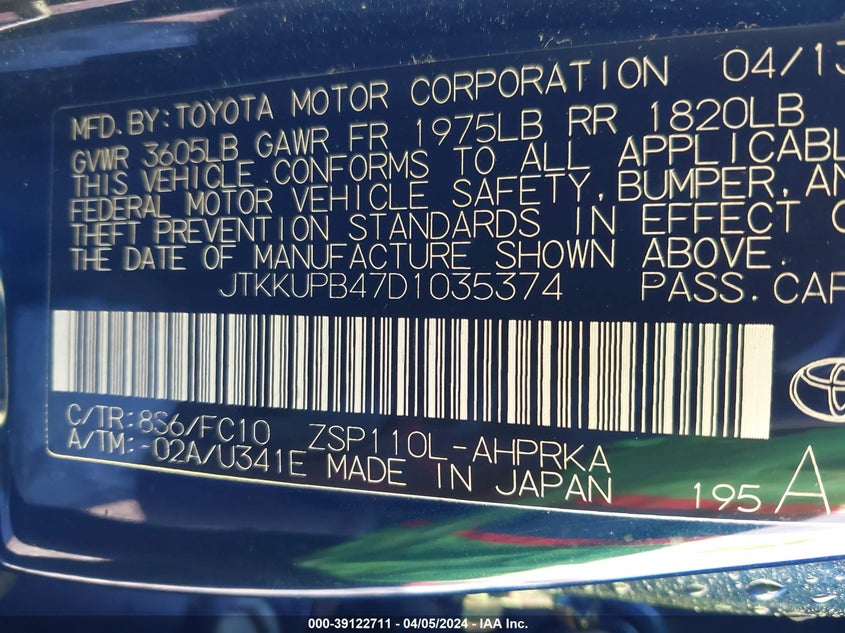 MFD.BY:TOYOTA MOTOR CORPORATION 04/13
GVWR 3605LB GAWR FR 1975LB RR 1820LB
THIS VEHICLE CONFORMS TO ALL APPLICABL
FEDERAL MOTOR VEHICLE SAFETY,BUMPER,AN
THEFT PREVENTION STANDARDS IN EFFECT O
THE DATE OF MANUFACTURE SHOWN ABOVE.
JTKKUPB47D1035374 PASS.CAR
C/TR:8S6/FC10 ZSP110L-AHPRKA
A/TM:-02A/U341E MADE IN JAPAN 195 A
000-39122711 - 04/05/2024 - IAA Inc.